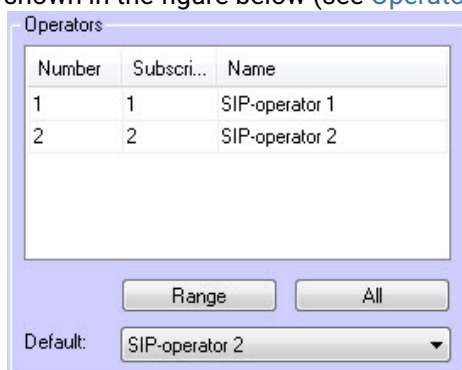 shown in the figure below (see Operato
Operators
Number Subscri... Name
1 1 SIP-operator 1
2 2 SIP-operator 2
Range All
Default: SIP-operator 2